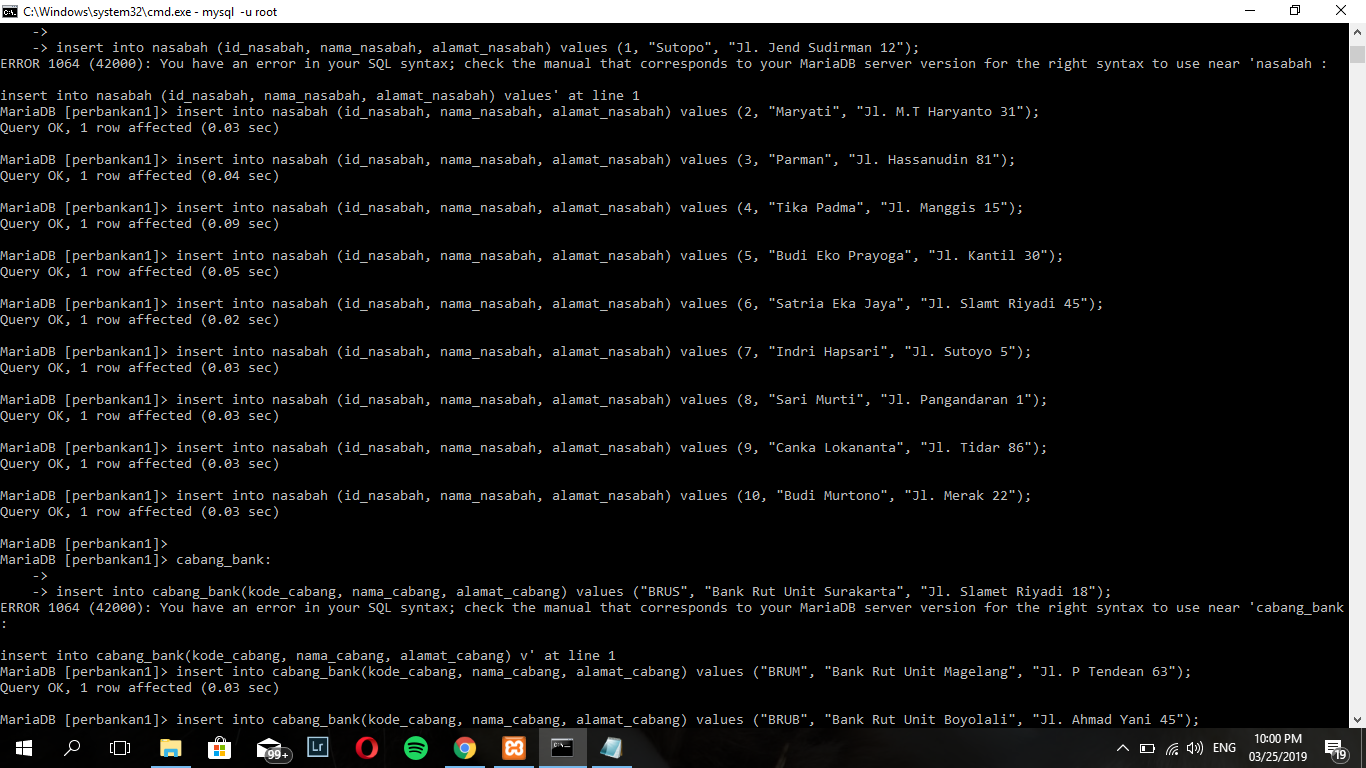 C:\Windows\system32\cmd.exe - mysql -u root
->
-> insert into nasabah (id_nasabah, nama_nasabah, alamat_nasabah) values (1, "Sutopo", "Jl. Jend Sudirman 12");
ERROR 1064 (42000): You have an error in your SQL syntax; check the manual that corresponds to your MariaDB server version for the right syntax to use near 'nasabah :
insert into nasabah (id_nasabah, nama_nasabah, alamat_nasabah) values' at line 1
MariaDB [perbankan1]> insert into nasabah (id_nasabah, nama_nasabah, alamat_nasabah) values (2, "Maryati", "Jl. M.T Haryanto 31");
Query OK, 1 row affected (0.03 sec)
MariaDB [perbankan1]> insert into nasabah (id_nasabah, nama_nasabah, alamat_nasabah) values (3, "Parman", "Jl. Hassanudin 81");
Query OK, 1 row affected (0.04 sec)
MariaDB [perbankan1]> insert into nasabah (id_nasabah, nama_nasabah, alamat_nasabah) values (4, "Tika Padma", "Jl. Manggis 15");
Query OK, 1 row affected (0.09 sec)
MariaDB [perbankan1]> insert into nasabah (id_nasabah, nama_nasabah, alamat_nasabah) values (5, "Budi Eko Prayoga", "Jl. Kantil 30");
Query OK, 1 row affected (0.05 sec)
MariaDB [perbankan1]> insert into nasabah (id_nasabah, nama_nasabah, alamat_nasabah) values (6, "Satria Eka Jaya", "Jl. Slamt Riyadi 45");
Query OK, 1 row affected (0.02 sec)
MariaDB [perbankan1]> insert into nasabah (id_nasabah, nama_nasabah, alamat_nasabah) values (7, "Indri Hapsari", "Jl. Sutoyo 5");
Query OK, 1 row affected (0.03 sec)
MariaDB [perbankan1]> insert into nasabah (id_nasabah, nama_nasabah, alamat_nasabah) values (8, "Sari Murti", "Jl. Pangandaran 1");
Query OK, 1 row affected (0.03 sec)
MariaDB [perbankan1]> insert into nasabah (id_nasabah, nama_nasabah, alamat_nasabah) values (9, "Canka Lokananta", "Jl. Tidar 86");
Query OK, 1 row affected (0.03 sec)
MariaDB [perbankan1]> insert into nasabah (id_nasabah, nama_nasabah, alamat_nasabah) values (10, "Budi Murtono", "Jl. Merak 22");
Query OK, 1 row affected (0.03 sec)
MariaDB [perbankan1]>
MariaDB [perbankan1]> cabang_bank:
->
-> insert into cabang_bank(kode_cabang, nama_cabang, alamat_cabang) values ("BRUS", "Bank Rut Unit Surakarta", "Jl. Slamet Riyadi 18");
ERROR 1064 (42000): You have an error in your SQL syntax; check the manual that corresponds to your MariaDB server version for the right syntax to use near 'cabang_bank
:
insert into cabang_bank(kode_cabang, nama_cabang, alamat_cabang) v' at line 1
MariaDB [perbankan1]> insert into cabang_bank(kode_cabang, nama_cabang, alamat_cabang) values ("BRUM", "Bank Rut Unit Magelang", "Jl. P Tendean 63");
Query OK, 1 row affected (0.03 sec)
MariaDB [perbankan1]> insert into cabang_bank(kode_cabang, nama_cabang, alamat_cabang) values ("BRUB", "Bank Rut Unit Boyolali", "Jl. Ahmad Yani 45");
99+
Lr
ENG
10:00 PM
03/25/2019
19